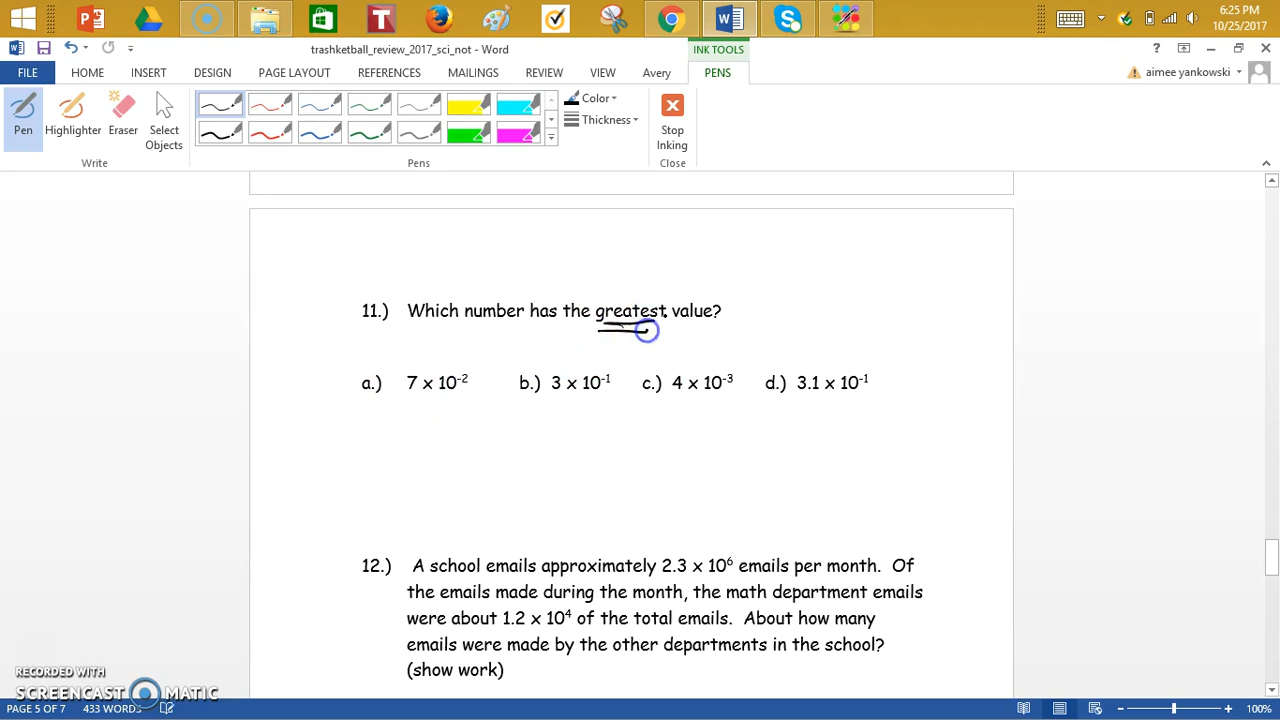 6:25 PM
10/25/2017
trashketball_review_2017_sci_not - Word
INK TOOLS
FILE HOME INSERT DESIGN PAGE LAYOUT REFERENCES MAILINGS REVIEW VIEW Avery PENS
aimee yankowski
Pen Highlighter Eraser Select Objects
Color
Thickness
Stop Inking
Write Pens Close
11.) Which number has the greatest value?
a.) 7 x 10⁻² b.) 3 x 10⁻¹ c.) 4 x 10⁻³ d.) 3.1 x 10⁻¹
12.) A school emails approximately 2.3 x 10⁶ emails per month. Of
the emails made during the month, the math department emails
were about 1.2 x 10⁴ of the total emails. About how many
emails were made by the other departments in the school?
(show work)
RECORDED WITH
SCREENCAST MATIC
PAGE 5 OF 7 433 WORDS 100%